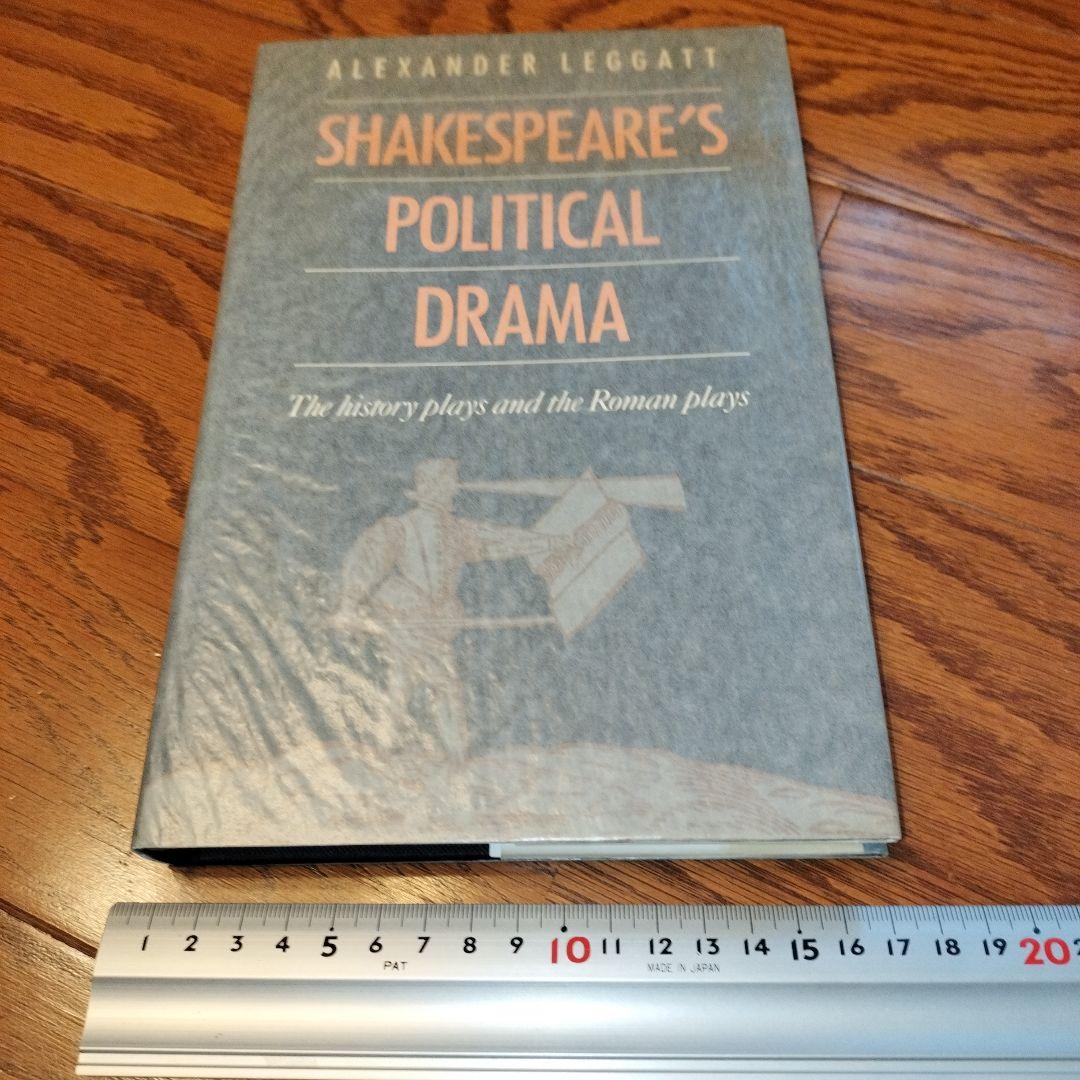 ALEXANDER LEGGATT
SHAKESPEARE'S
POLITICAL
DRAMA
The history plays and the Roman plays
1 2 3 4 5 6 7 8 9 10 11 12 13 14 15 16 17 18 19 20 2
PAT
MADE IN JAPAN